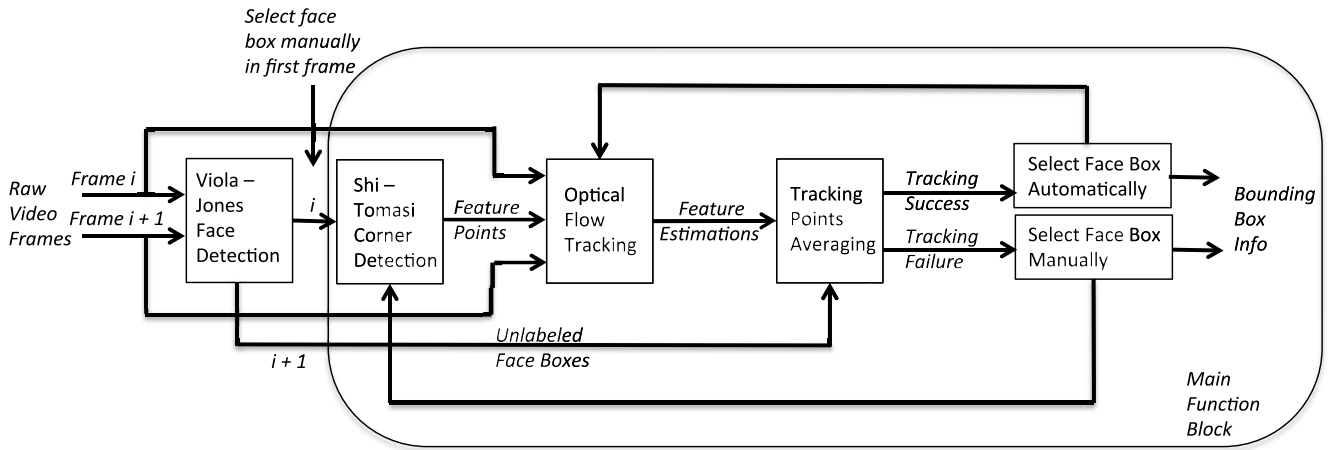 Select face
box manually
in first frame
Raw
Video
Frames
Frame i
Frame i + 1
Viola –
Jones
Face
Detection
i
Shi –
Tomasi
Corner
Detection
Feature
Points
Optical
Flow
Tracking
Feature
Estimations
Tracking
Points
Averaging
Tracking
Success
Tracking
Failure
Select Face Box
Automatically
Select Face Box
Manually
Bounding
Box
Info
i + 1
Unlabeled
Face Boxes
Main
Function
Block